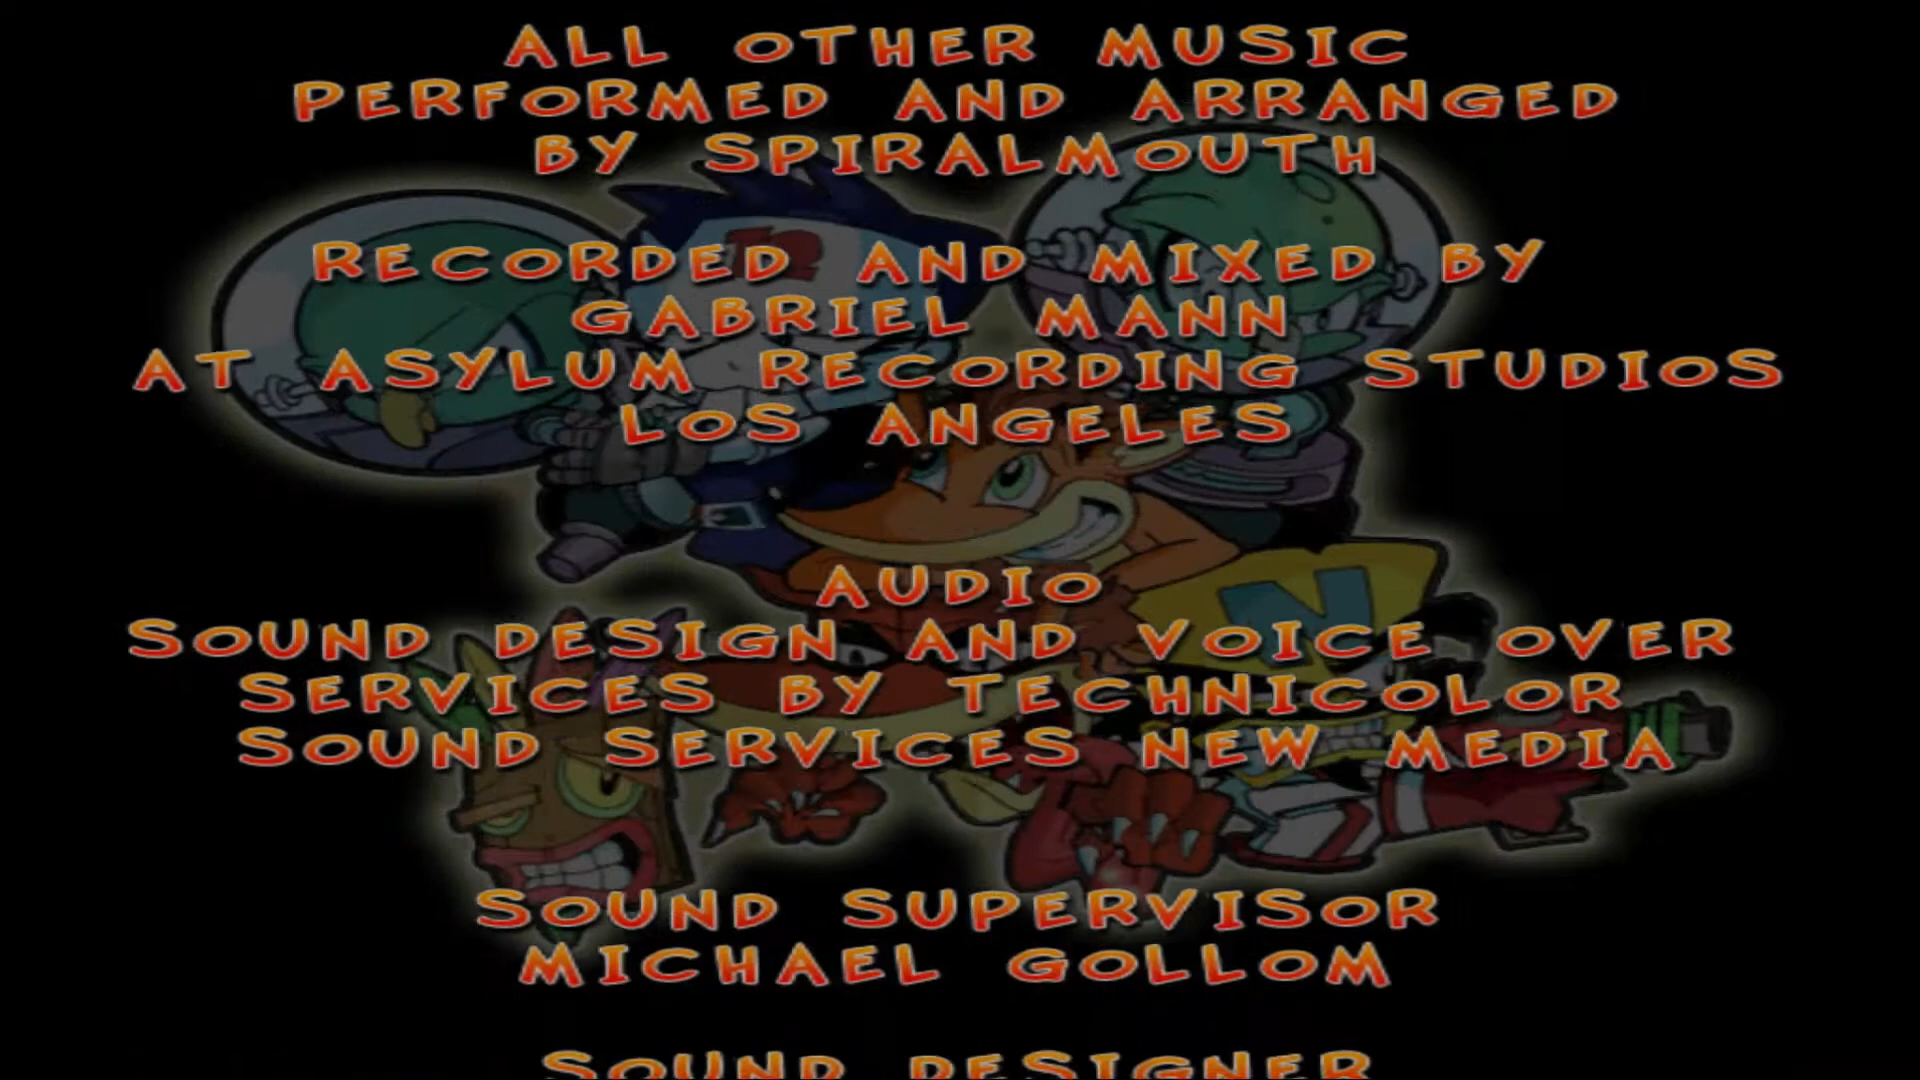 ALL OTHER MUSIC
PERFORMED AND ARRANGED
BY SPIRALMOUTH
RECORDED AND MIXED BY
GABRIEL MANN
AT ASYLUM RECORDING STUDIOS
LOS ANGELES
AUDIO
SOUND DESIGN AND VOICE OVER
SERVICES BY TECHNICOLOR
SOUND SERVICES NEW MEDIA
SOUND SUPERVISOR
MICHAEL GOLLOM
SOUND DESIGNER
N